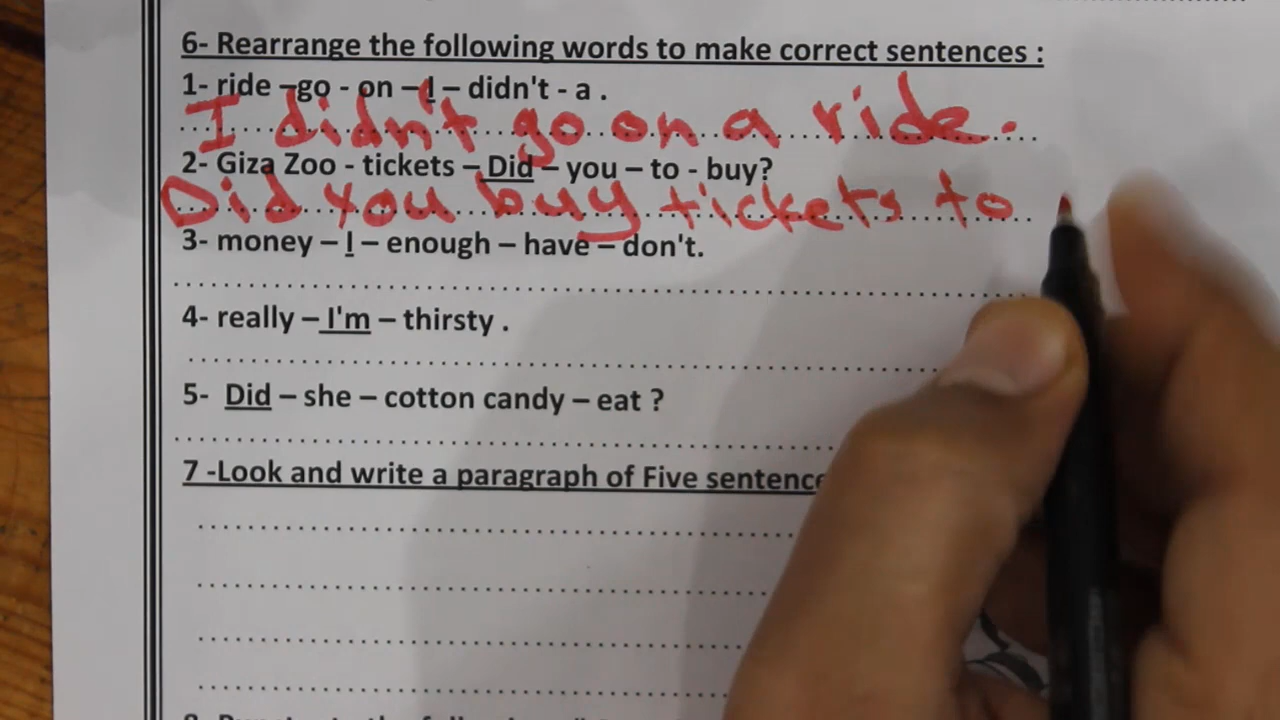 6- Rearrange the following words to make correct sentences :
1- ride –go - on – I – didn't - a .
I didn't go on a ride.
2- Giza Zoo - tickets – Did – you – to - buy?
Did you buy tickets to
3- money – I – enough – have – don't.
4- really – I'm – thirsty .
5- Did – she – cotton candy – eat ?
7 -Look and write a paragraph of Five sentence